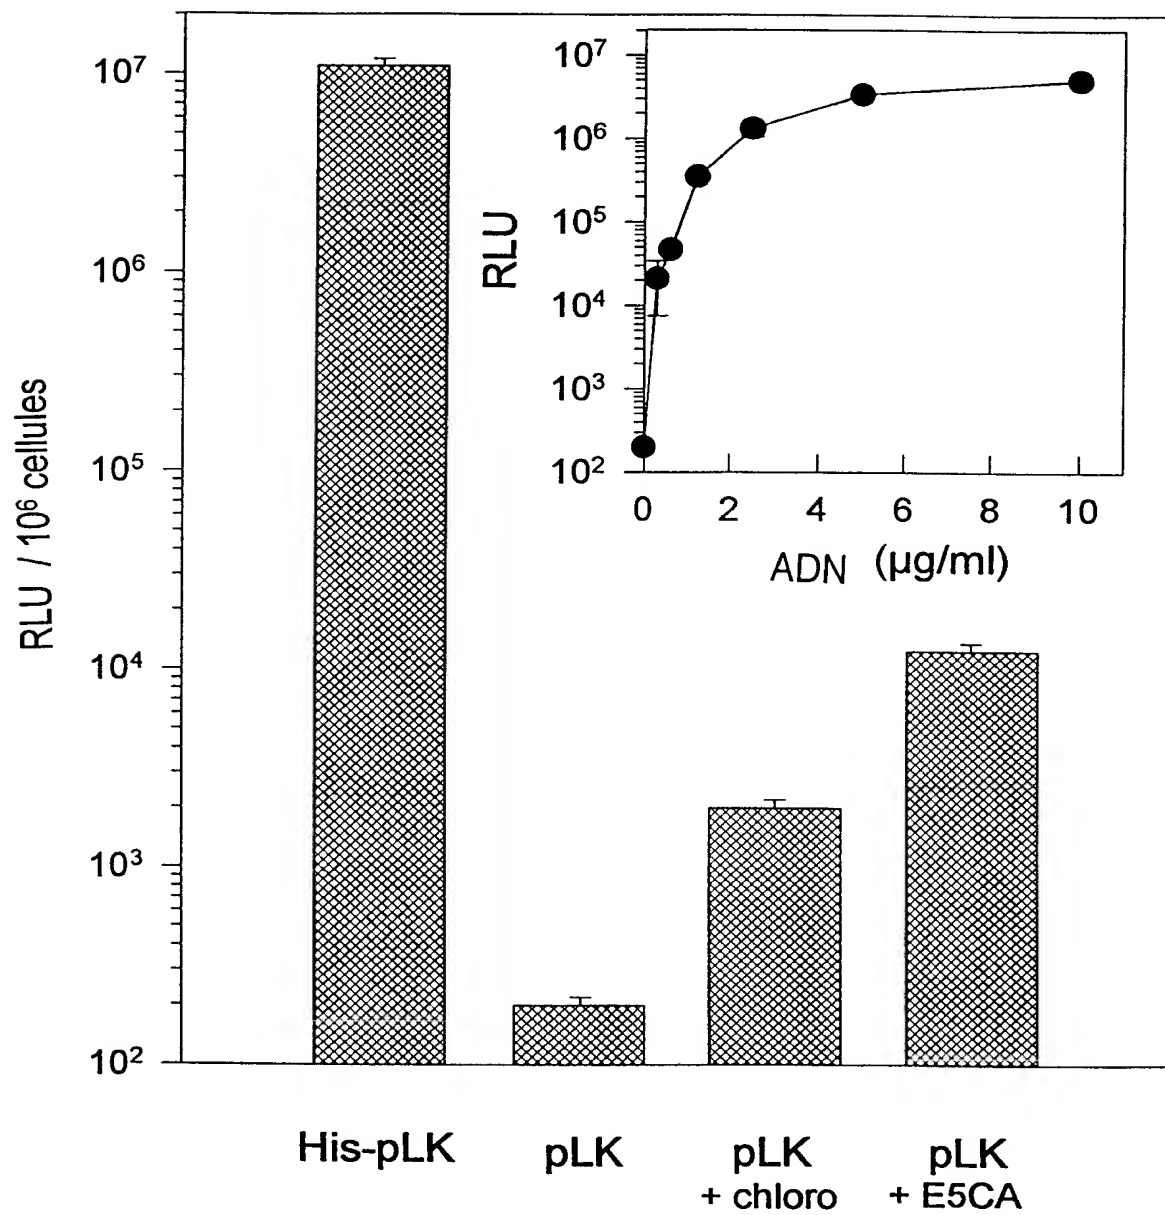 RLU / 10⁶ cellules
10⁷
10⁶
10⁵
10⁴
10³
10²
His-pLK
pLK
pLK
+ chloro
pLK
+ E5CA
RLU
10⁷
10⁶
10⁵
10⁴
10³
10²
0 2 4 6 8 10
ADN (µg/ml)